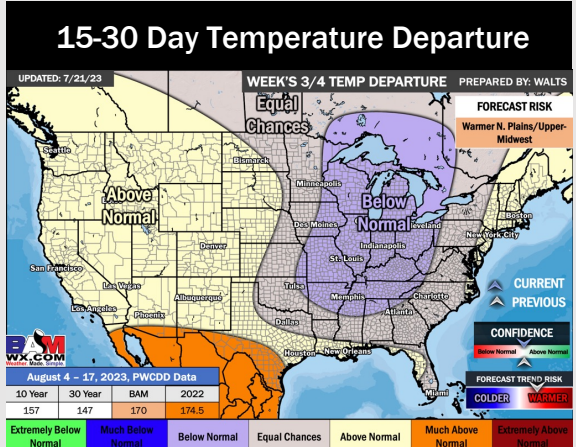 15-30 Day Temperature Departure
UPDATED: 7/21/23
WEEK'S 3/4 TEMP DEPARTURE
PREPARED BY: WALTS
FORECAST RISK
Warmer N. Plains/Upper-
Midwest
Equal
Chances
Seattle
Bismarck
Minneapolis
Above
Normal
Below
Normal
Des Moines
eveland
Boston
New York City
Indianapolis
Denver
St. Louis
San Francisco
Las Vegas
Los Angeles
Phoenix
Albuquerque
Tulsa
Memphis
Charlotte
Atlanta
Dallas
Houston
New Orleans
Miami
CURRENT
PREVIOUS
CONFIDENCE
Below Normal
Above Normal
FORECAST TREND RISK
COLDER
WARMER
BAM
WX.COM
Weather. Made. Simple.
August 4 – 17, 2023, PWCDD Data
10 Year 30 Year BAM 2022
157 147 170 174.5
Extremely Below
Normal
Much Below
Normal
Below Normal
Equal Chances
Above Normal
Much Above
Normal
Extremely Above
Normal